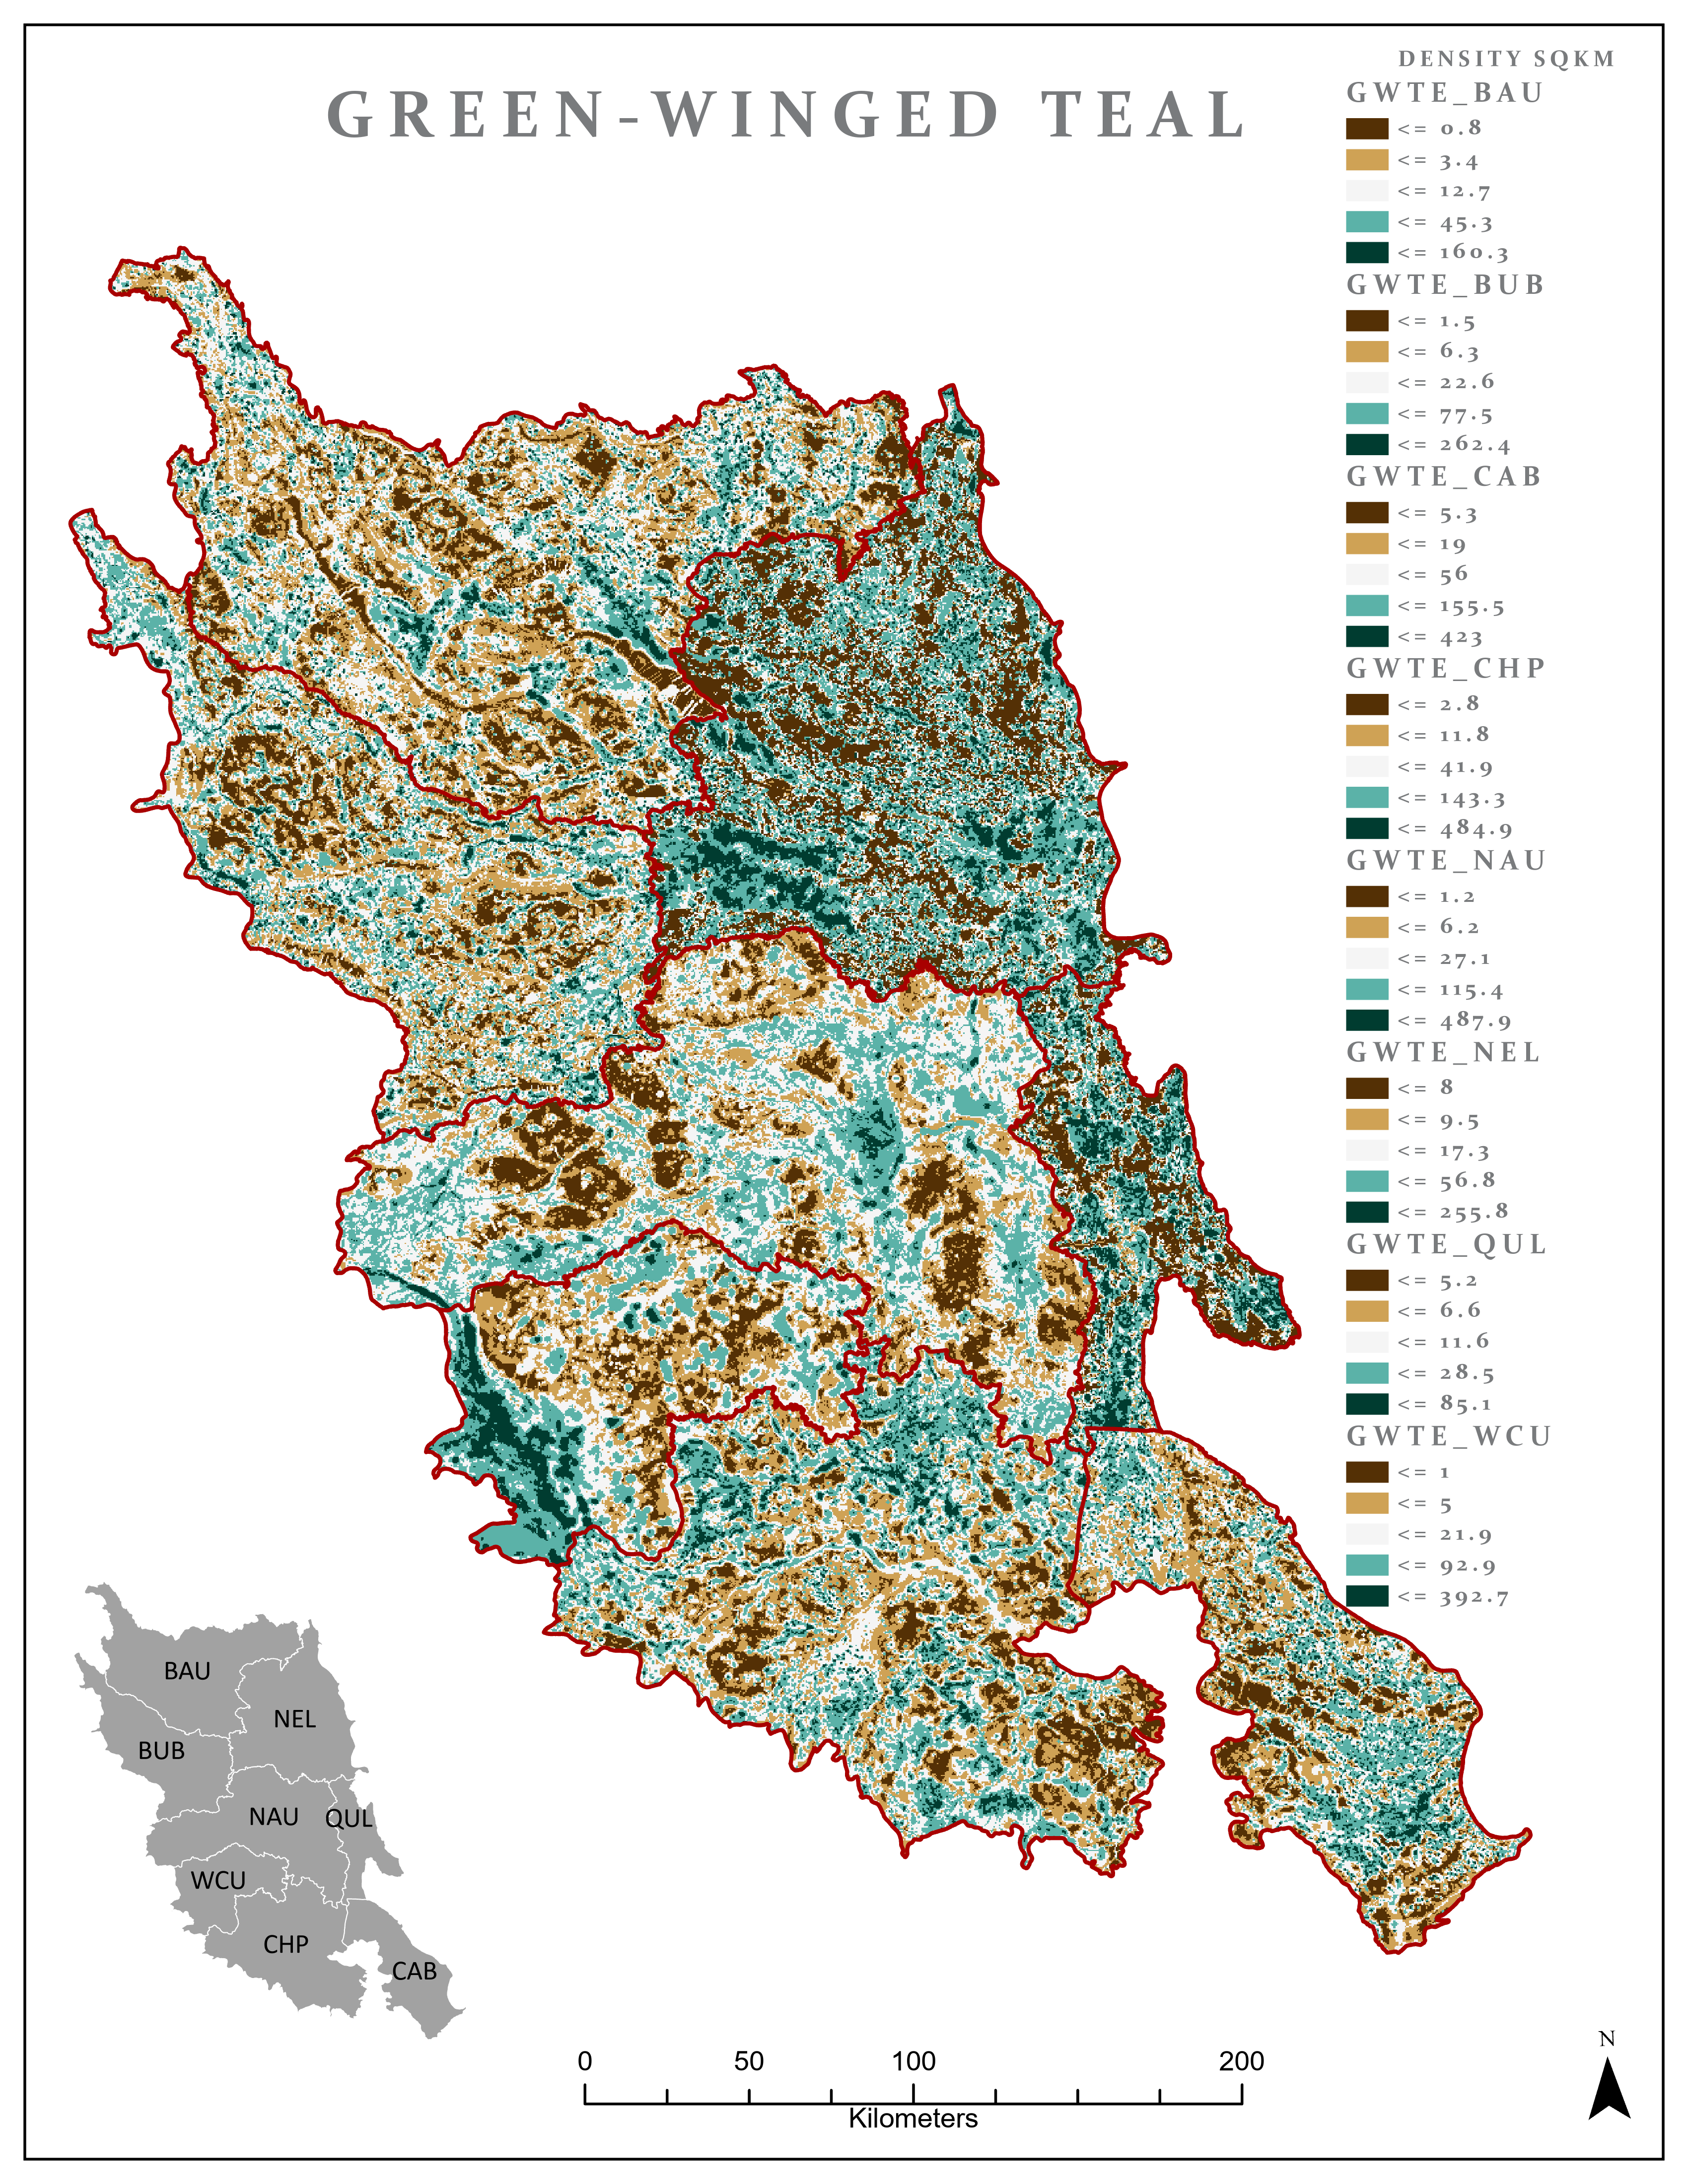 DENSITY SQKM
GREEN-WINGED TEAL
GWTE_BAU
<= 0.8
<= 3.4
<= 12.7
<= 45.3
<= 160.3
GWTE_BUB
<= 1.5
<= 6.3
<= 22.6
<= 77.5
<= 262.4
GWTE_CAB
<= 5.3
<= 19
<= 56
<= 155.5
<= 423
GWTE_CHP
<= 2.8
<= 11.8
<= 41.9
<= 143.3
<= 484.9
GWTE_NAU
<= 1.2
<= 6.2
<= 27.1
<= 115.4
<= 487.9
GWTE_NEL
<= 8
<= 9.5
<= 17.3
<= 56.8
<= 255.8
GWTE_QUL
<= 5.2
<= 6.6
<= 11.6
<= 28.5
<= 85.1
GWTE_WCU
<= 1
<= 5
<= 21.9
<= 92.9
<= 392.7
BAU
NEL
BUB
NAU QUL
WCU
CHP
CAB
0 50 100 200
Kilometers
N